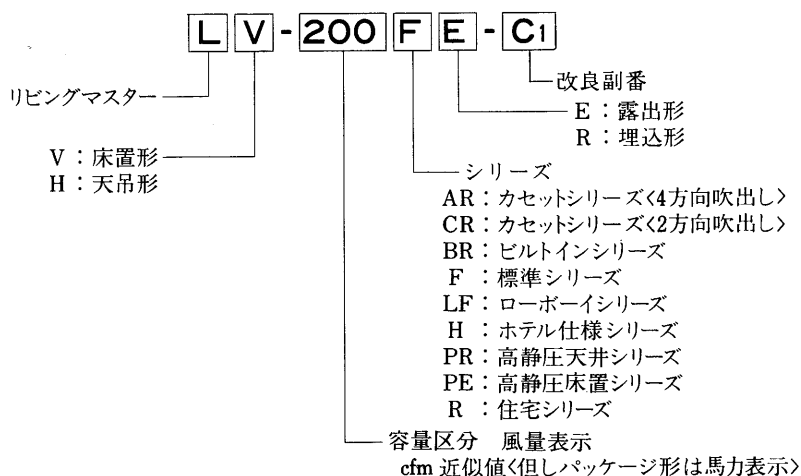 LV-200FE-C1
改良副番
リビングマスター
E：露出形
R：埋込形
V：床置形
H：天吊形
シリーズ
AR：カセットシリーズ〈4方向吹出し〉
CR：カセットシリーズ〈2方向吹出し〉
BR：ビルトインシリーズ
F：標準シリーズ
LF：ローボーイシリーズ
H：ホテル仕様シリーズ
PR：高静圧天井シリーズ
PE：高静圧床置シリーズ
R：住宅シリーズ
容量区分　風量表示
cfm 近似値〈但しパッケージ形は馬力表示〉